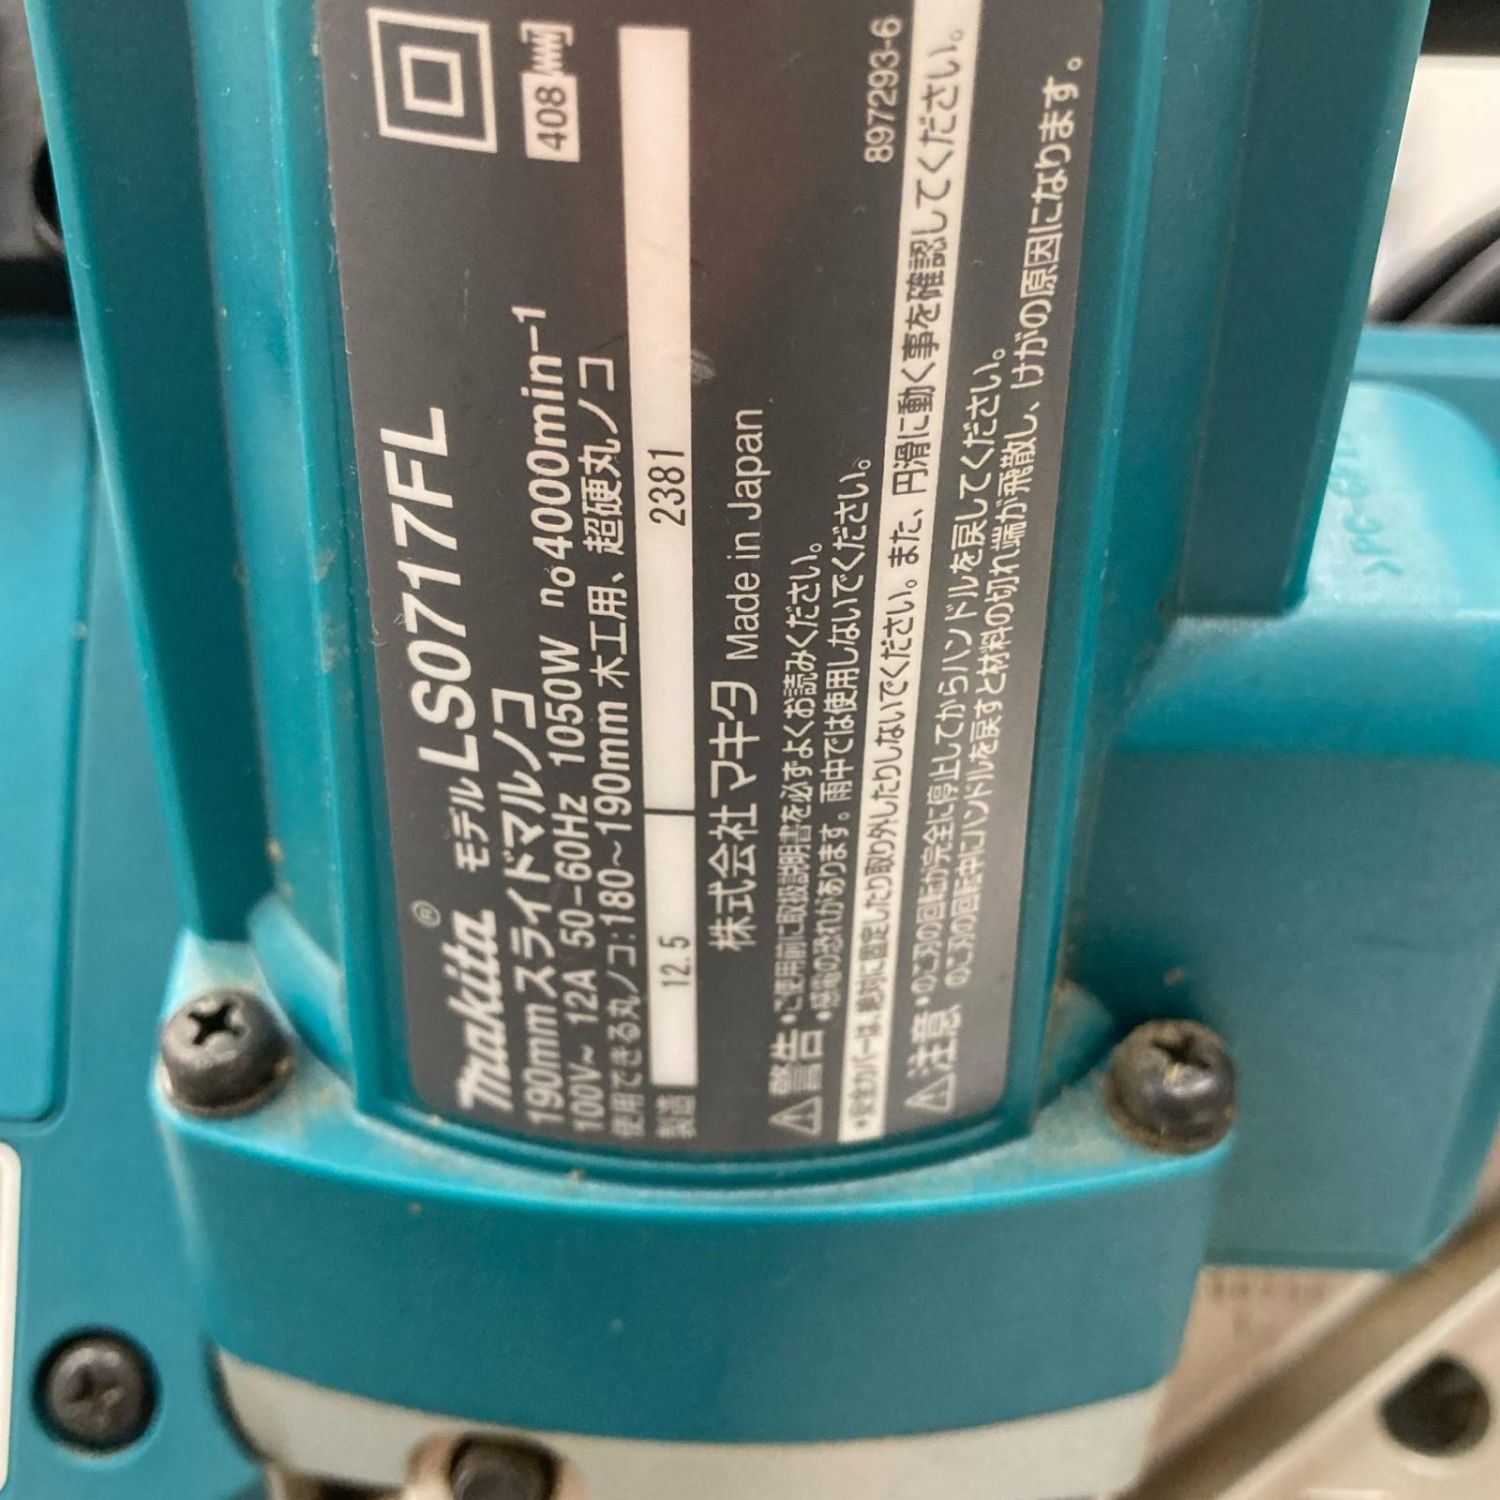 Makita® モデル LS0717FL
190mm スライドマルノコ
408
100V~ 12A 50-60Hz 1050W n₀4000min⁻¹
使用できる丸ノコ:180~190mm 木工用、超硬丸ノコ
製造 12.5 2381
株式会社マキタ Made in Japan
897293-6
⚠警告 •ご使用前に取扱説明書を必ずよくお読みください。
•感電の恐れがあります。雨中では使用しないでください。
•安全カバーは、絶対に固定したり取り外したりしないでください。また、円滑に動く事を確認してください。
⚠注意 •のこ刃の回転が完全に停止してからハンドルを戻してください。
のこ刃の回転中にハンドルを戻すと材料の切れ端が飛散し、けがの原因になります。